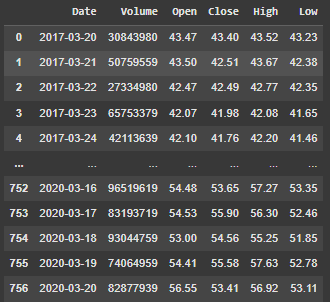 Date Volume Open Close High Low
0 2017-03-20 30843980 43.47 43.40 43.52 43.23
1 2017-03-21 50759559 43.50 42.51 43.67 42.38
2 2017-03-22 27334980 42.47 42.49 42.77 42.35
3 2017-03-23 65753379 42.07 41.98 42.08 41.65
4 2017-03-24 42113639 42.10 41.76 42.20 41.46
... ... ... ... ... ... ...
752 2020-03-16 96519619 54.48 53.65 57.27 53.35
753 2020-03-17 83193719 54.53 55.90 56.30 52.46
754 2020-03-18 93044759 53.00 54.56 55.25 51.85
755 2020-03-19 74064959 54.41 55.58 57.63 52.78
756 2020-03-20 82877939 56.55 53.41 56.92 53.11